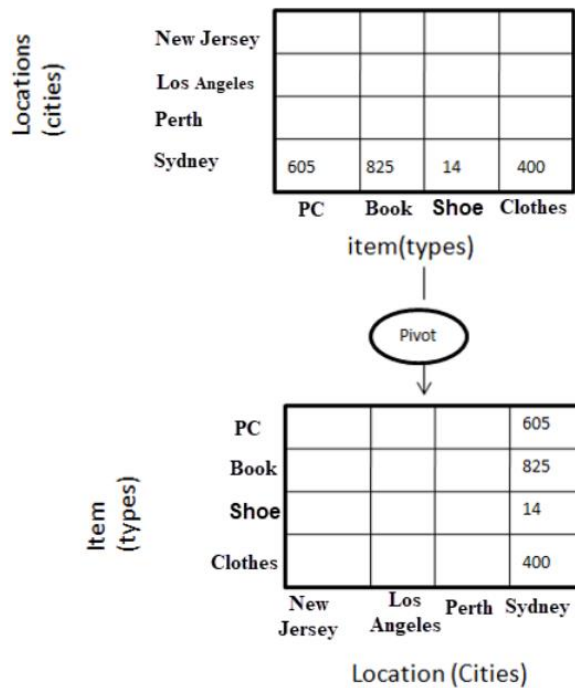 Locations
(cities)
New Jersey
Los Angeles
Perth
Sydney 605 825 14 400
PC Book Shoe Clothes
item(types)
Pivot
Item
(types)
PC 605
Book 825
Shoe 14
Clothes 400
New Los Perth Sydney
Jersey Angeles
Location (Cities)